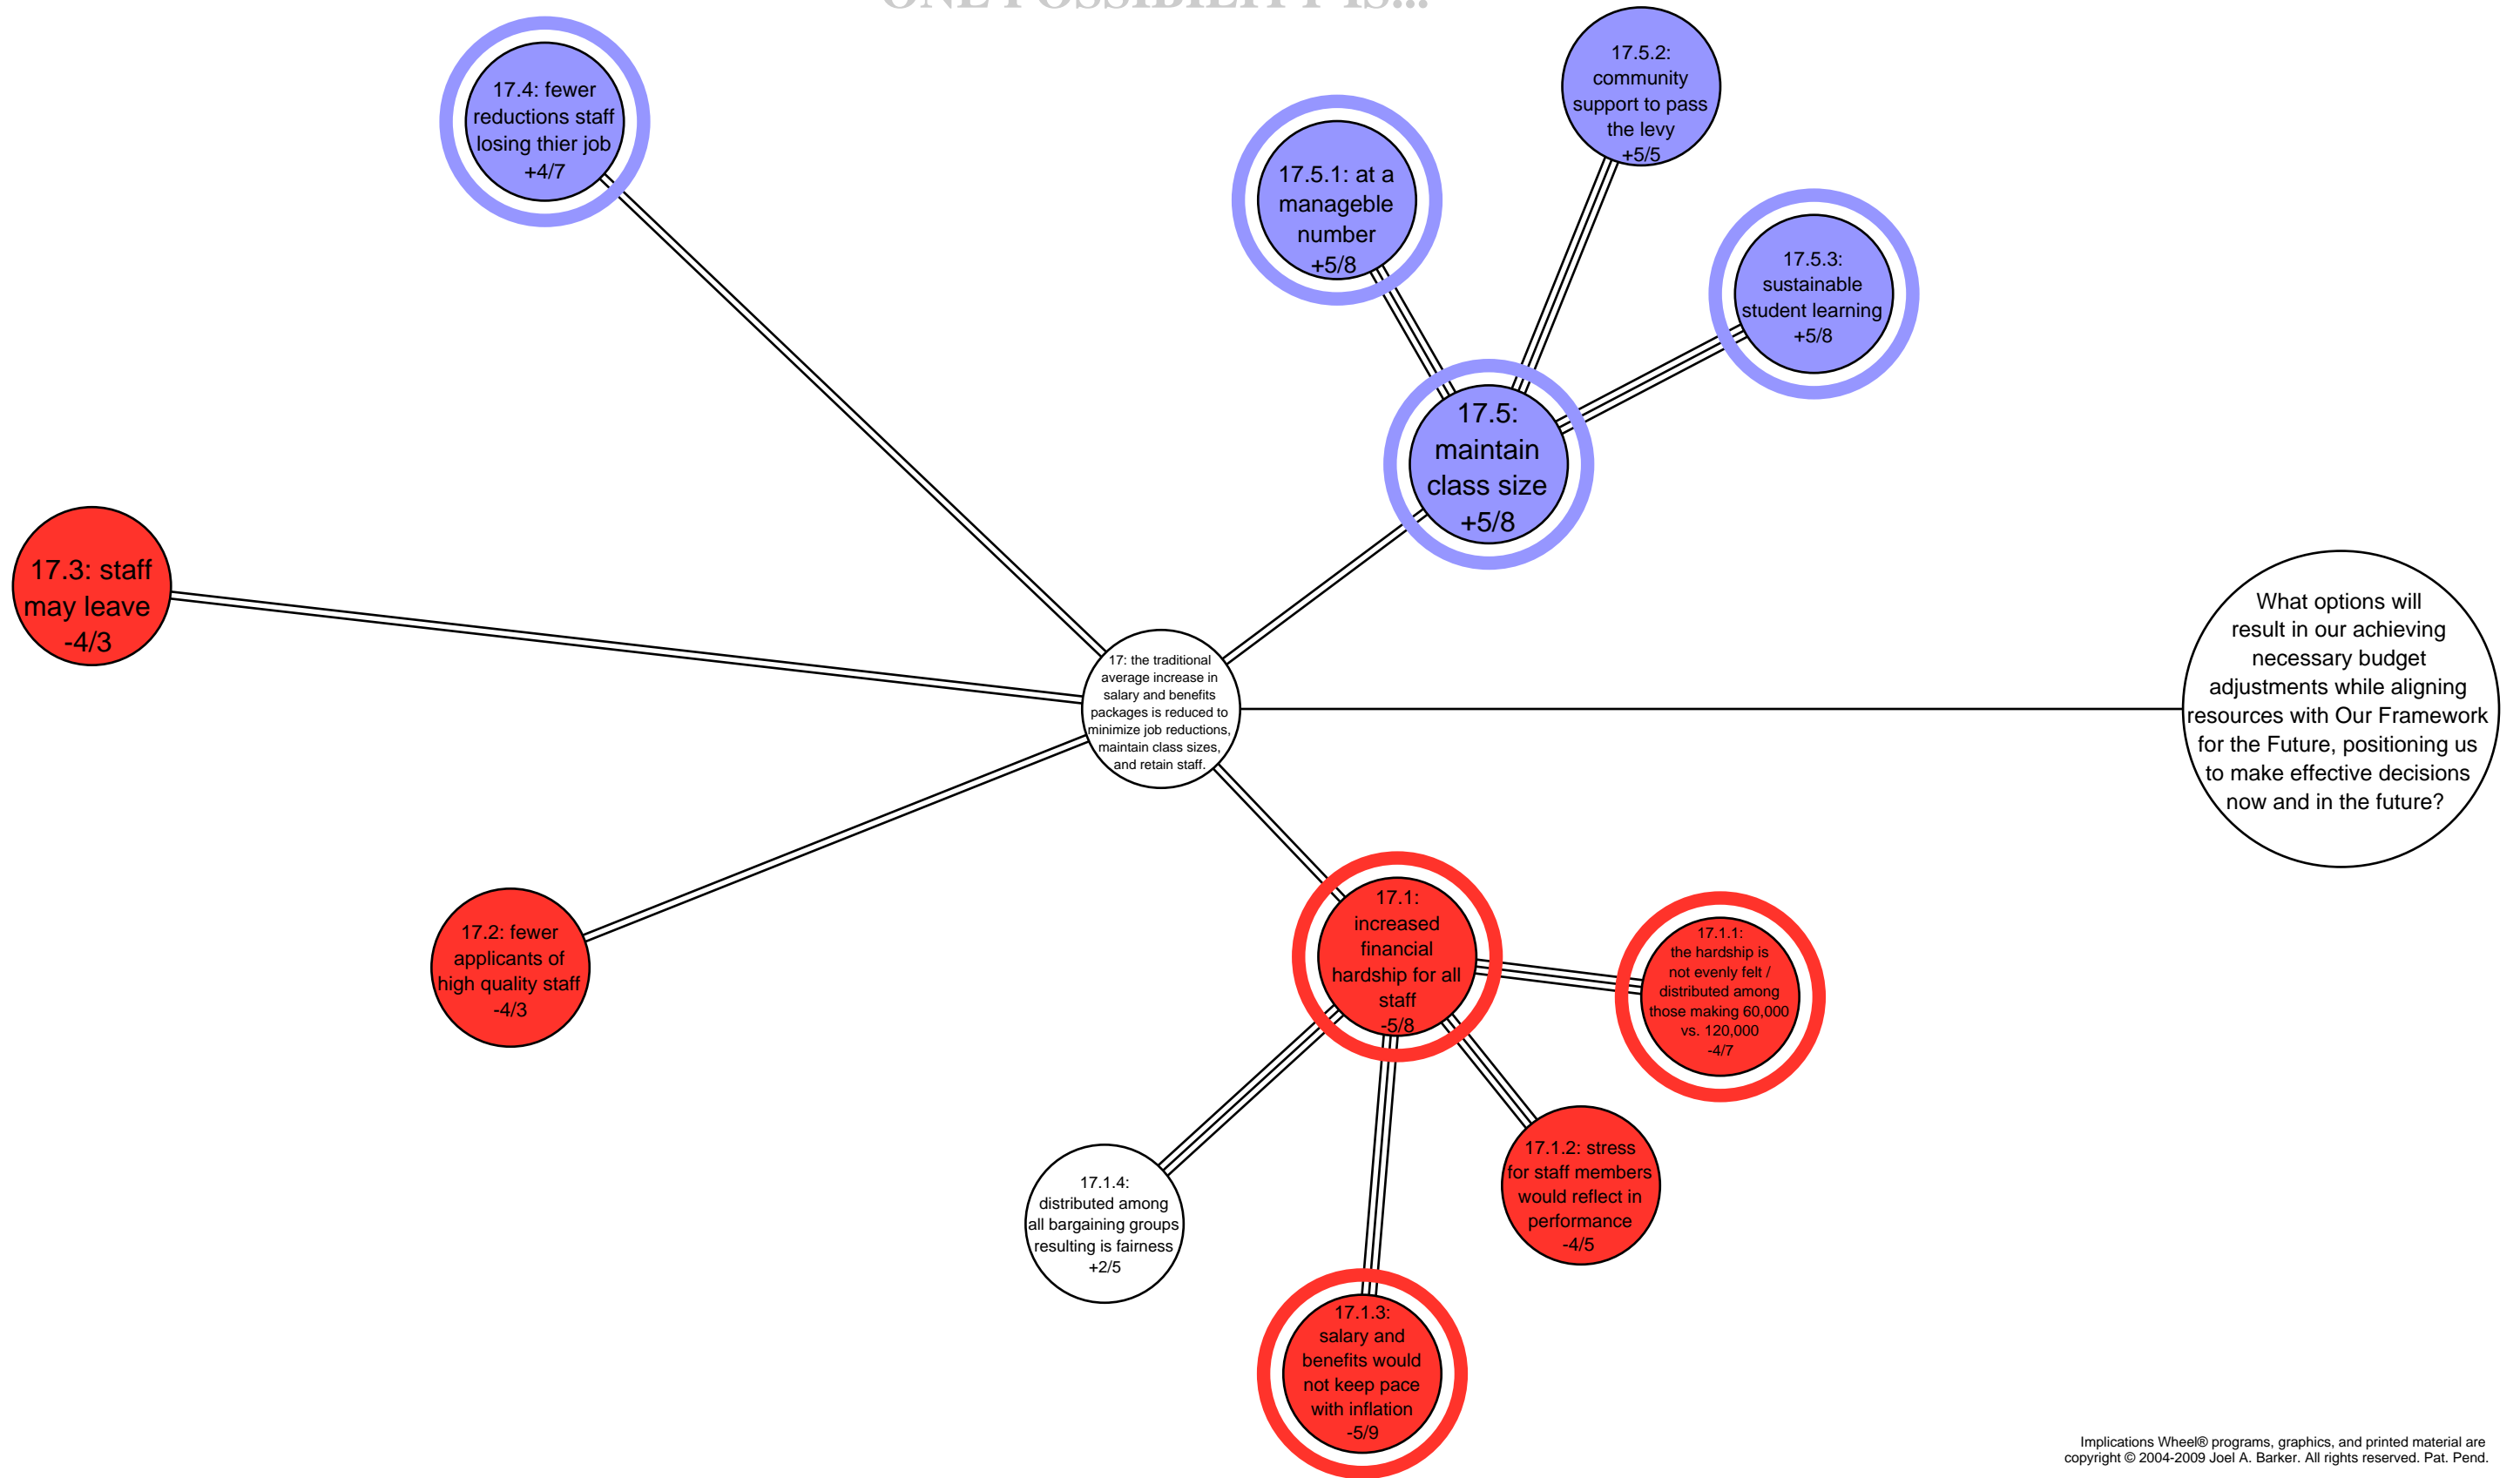 ONE POSSIBILITY IS...
17.4: fewer
reductions staff
losing thier job
+4/7
17.5.2:
community
support to pass
the levy
+5/5
17.5.1: at a
manageble
number
+5/8
17.5.3:
sustainable
student learning
+5/8
17.5:
maintain
class size
+5/8
17.3: staff
may leave
-4/3
17: the traditional
average increase in
salary and benefits
packages is reduced to
minimize job reductions,
maintain class sizes,
and retain staff.
What options will
result in our achieving
necessary budget
adjustments while aligning
resources with Our Framework
for the Future, positioning us
to make effective decisions
now and in the future?
17.2: fewer
applicants of
high quality staff
-4/3
17.1:
increased
financial
hardship for all
staff
-5/8
17.1.1:
the hardship is
not evenly felt /
distributed among
those making 60,000
vs. 120,000
-4/7
17.1.2: stress
for staff members
would reflect in
performance
-4/5
17.1.4:
distributed among
all bargaining groups
resulting is fairness
+2/5
17.1.3:
salary and
benefits would
not keep pace
with inflation
-5/9
Implications Wheel® programs, graphics, and printed material are
copyright © 2004-2009 Joel A. Barker. All rights reserved. Pat. Pend.